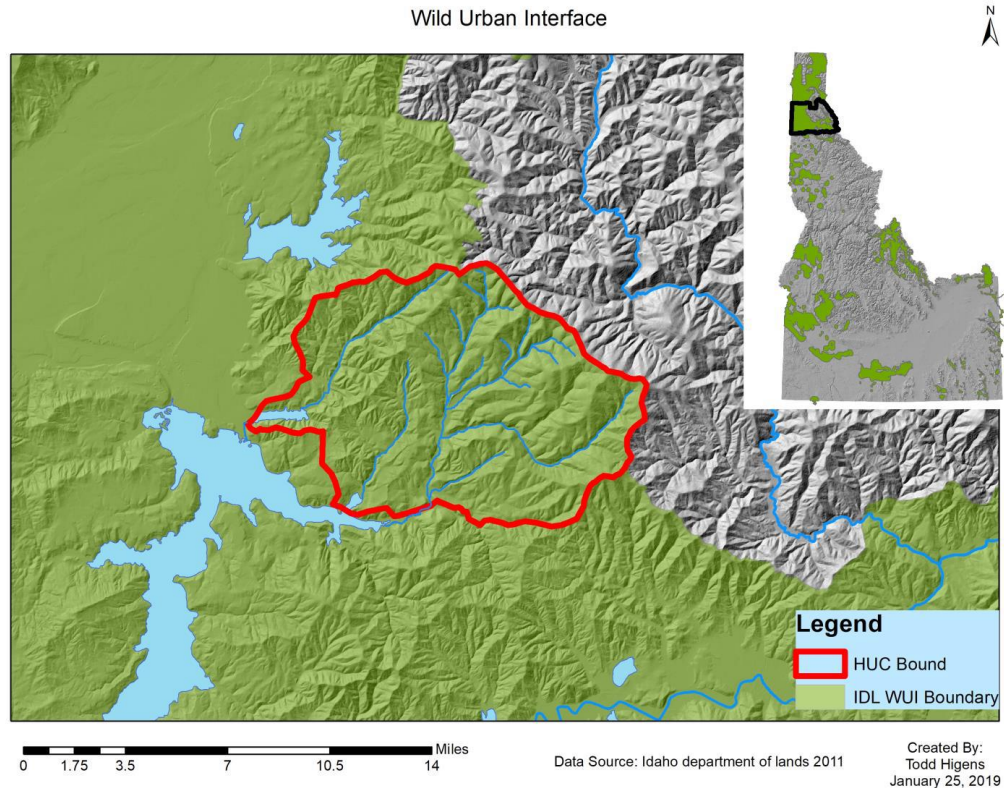 Wild Urban Interface
N
Legend
HUC Bound
IDL WUI Boundary
Miles
0 1.75 3.5 7 10.5 14
Data Source: Idaho department of lands 2011
Created By:
Todd Higens
January 25, 2019